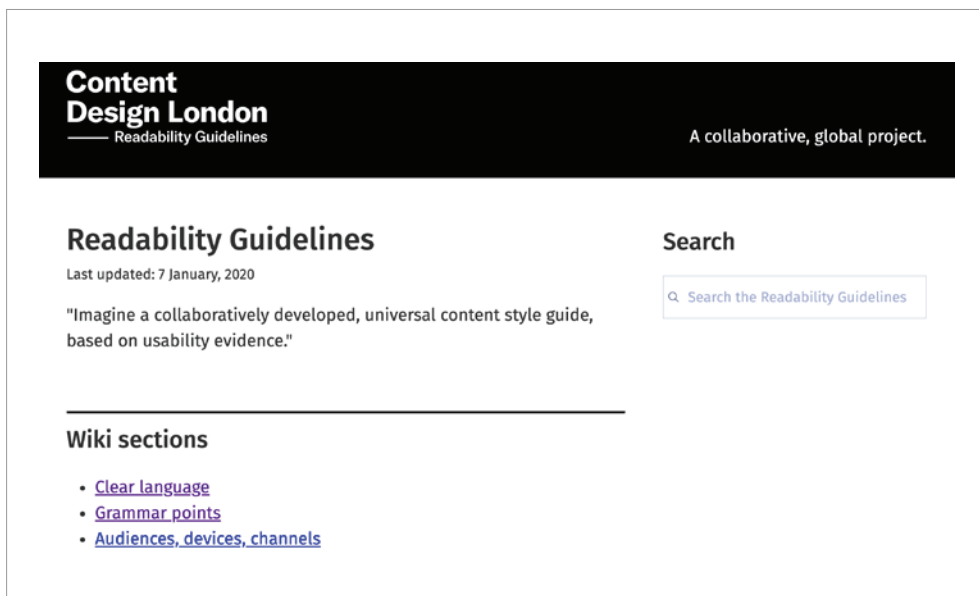 Content
Design London
Readability Guidelines
A collaborative, global project.
Readability Guidelines
Last updated: 7 January, 2020
"Imagine a collaboratively developed, universal content style guide,
based on usability evidence."
Search
Search the Readability Guidelines
Wiki sections
• Clear language
• Grammar points
• Audiences, devices, channels